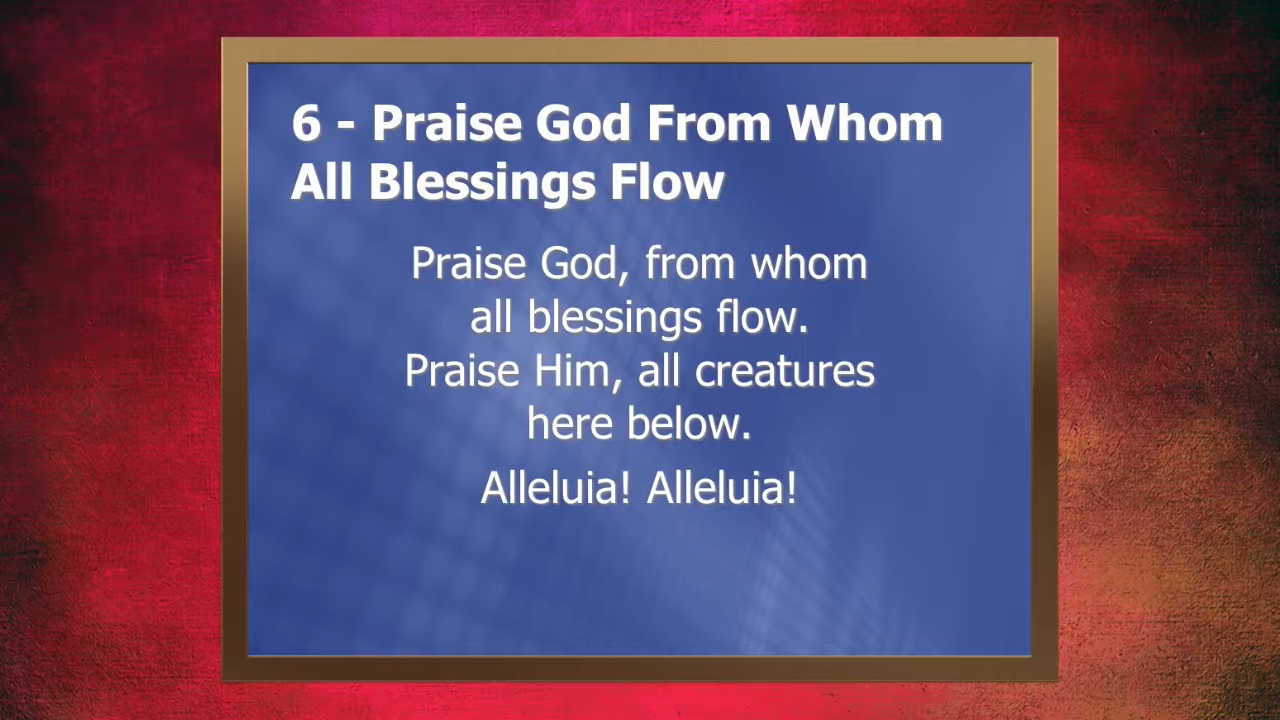 6 - Praise God From Whom
All Blessings Flow
Praise God, from whom
all blessings flow.
Praise Him, all creatures
here below.
Alleluia! Alleluia!